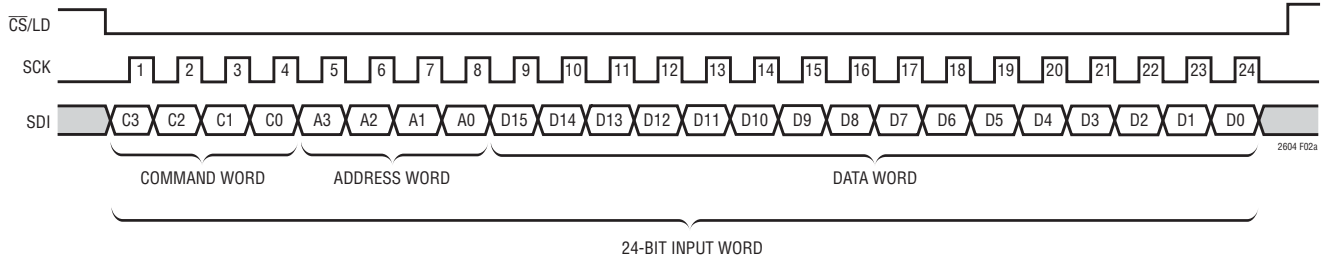 CS/LD
SCK 1 2 3 4 5 6 7 8 9 10 11 12 13 14 15 16 17 18 19 20 21 22 23 24
SDI C3 C2 C1 C0 A3 A2 A1 A0 D15 D14 D13 D12 D11 D10 D9 D8 D7 D6 D5 D4 D3 D2 D1 D0
2604 F02a
COMMAND WORD ADDRESS WORD DATA WORD
24-BIT INPUT WORD